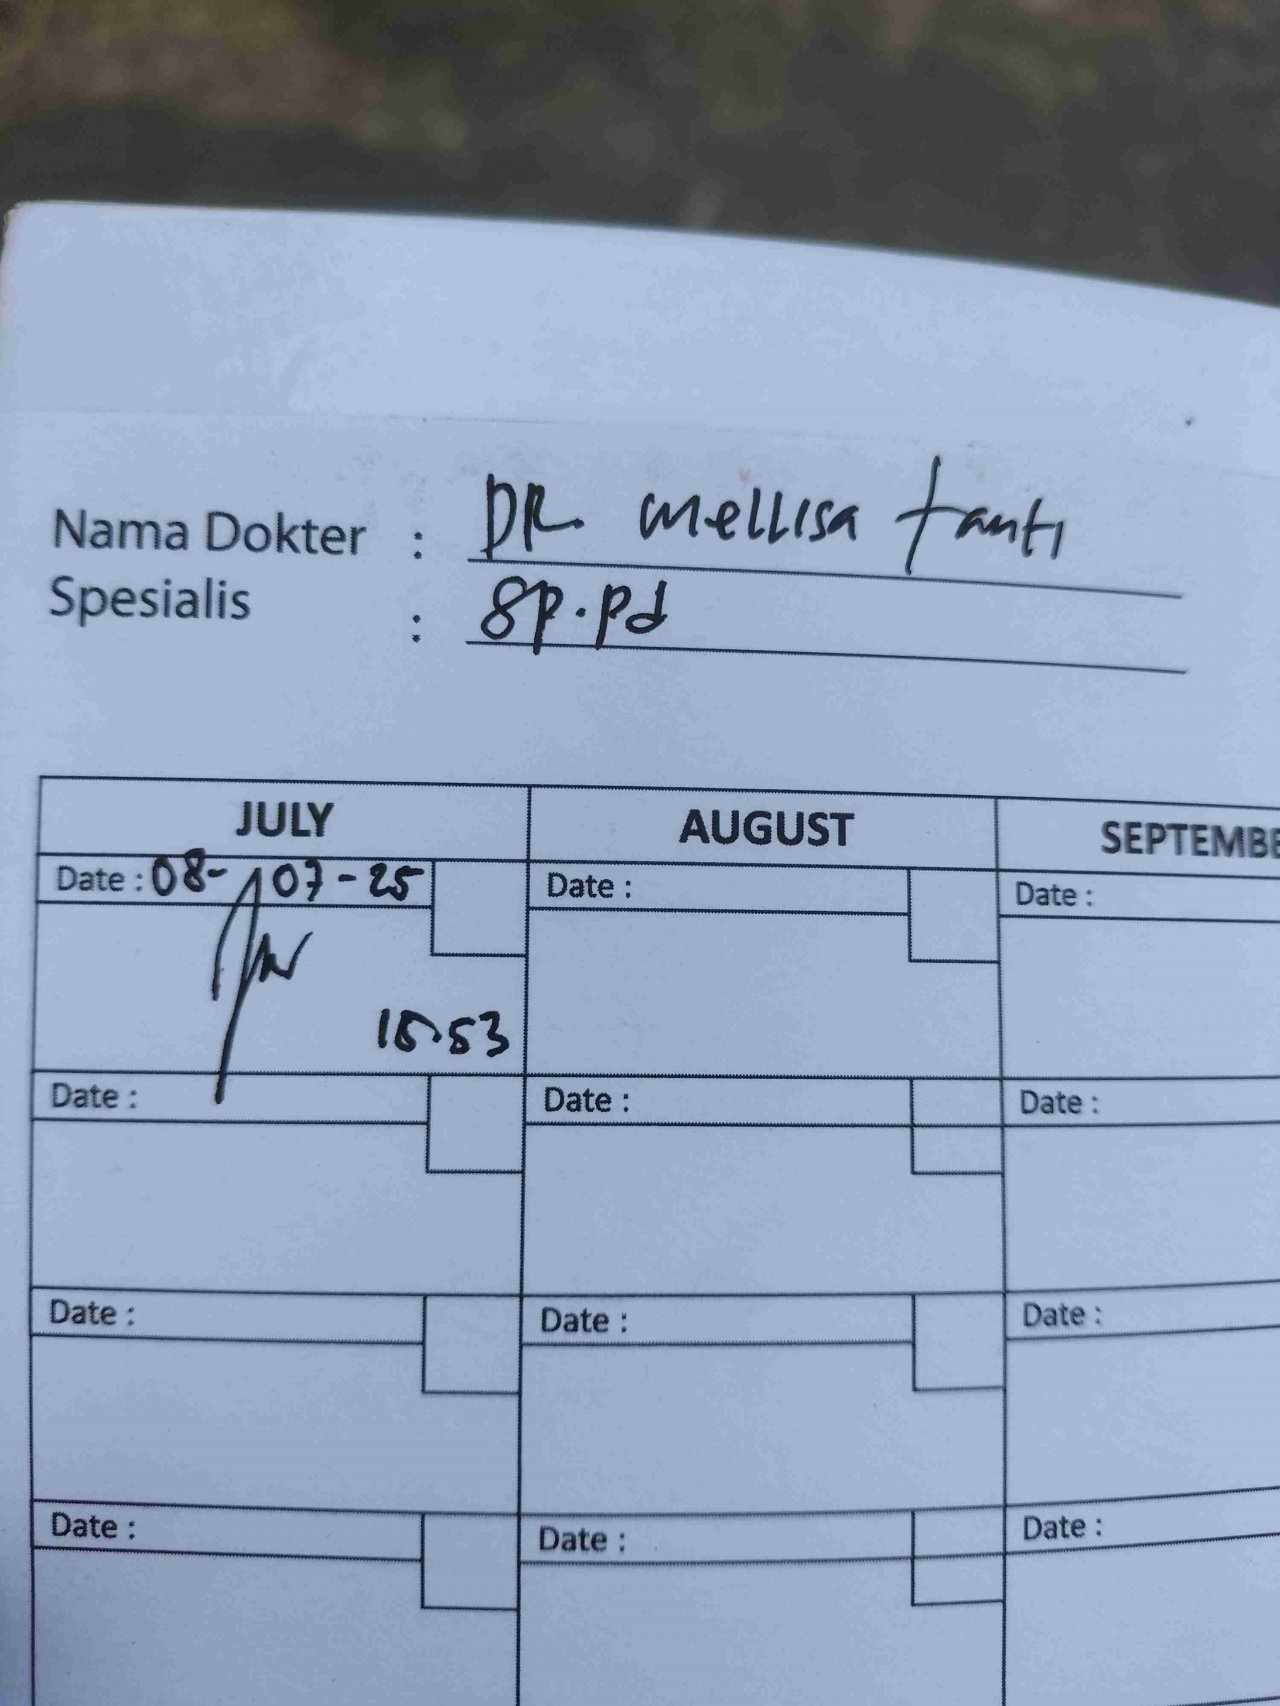 Nama Dokter : DR. mellisa tanti
Spesialis : Sp.pd
JULY AUGUST SEPTEMBE
Date : 08-07-25 Date : Date :
15.53
Date : Date : Date :
Date : Date : Date :
Date : Date : Date :